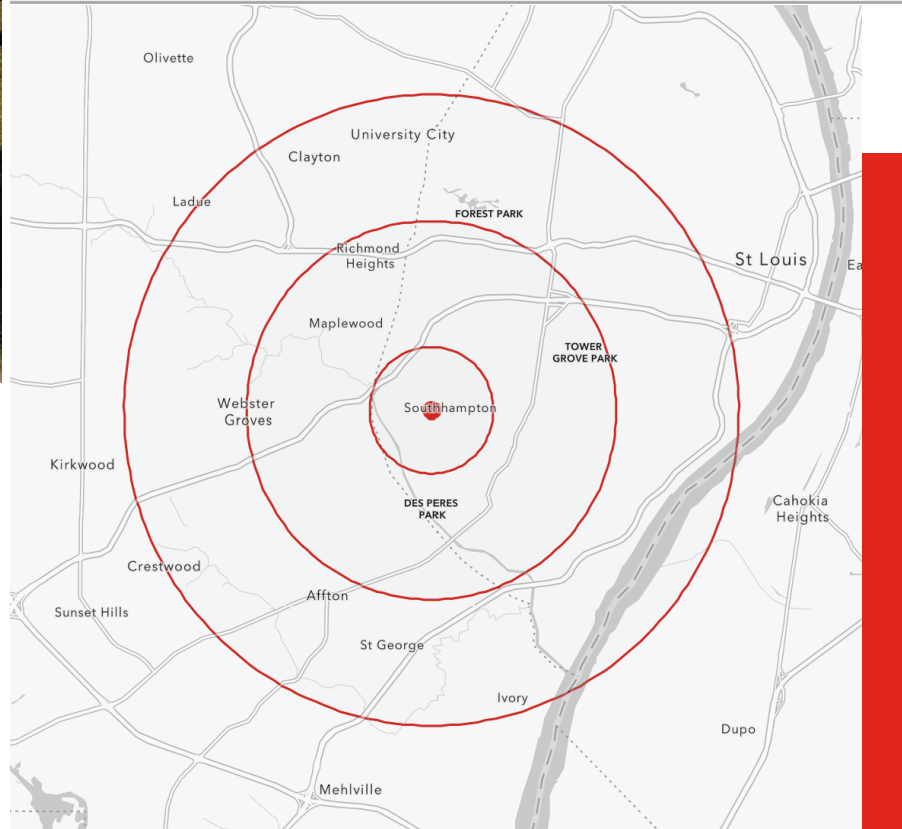 Olivette
University City
Clayton
Ladue
FOREST PARK
Richmond
Heights
St Louis
Ea
Maplewood
TOWER
GROVE PARK
Southhampton
Webster
Groves
Kirkwood
DES PERES
PARK
Cahokia
Heights
Crestwood
Affton
Sunset Hills
St George
Ivory
Dupo
Mehlville